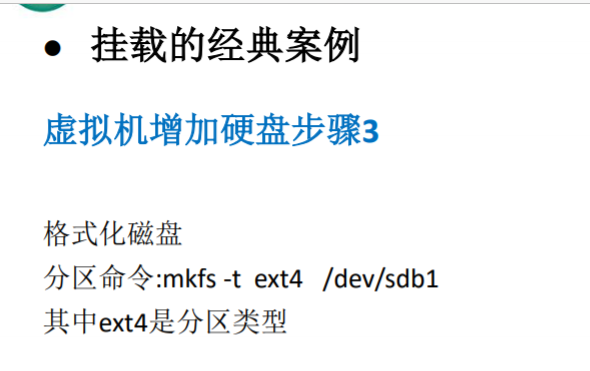 ● 挂载的经典案例
虚拟机增加硬盘步骤3
格式化磁盘
分区命令:mkfs -t ext4 /dev/sdb1
其中ext4是分区类型